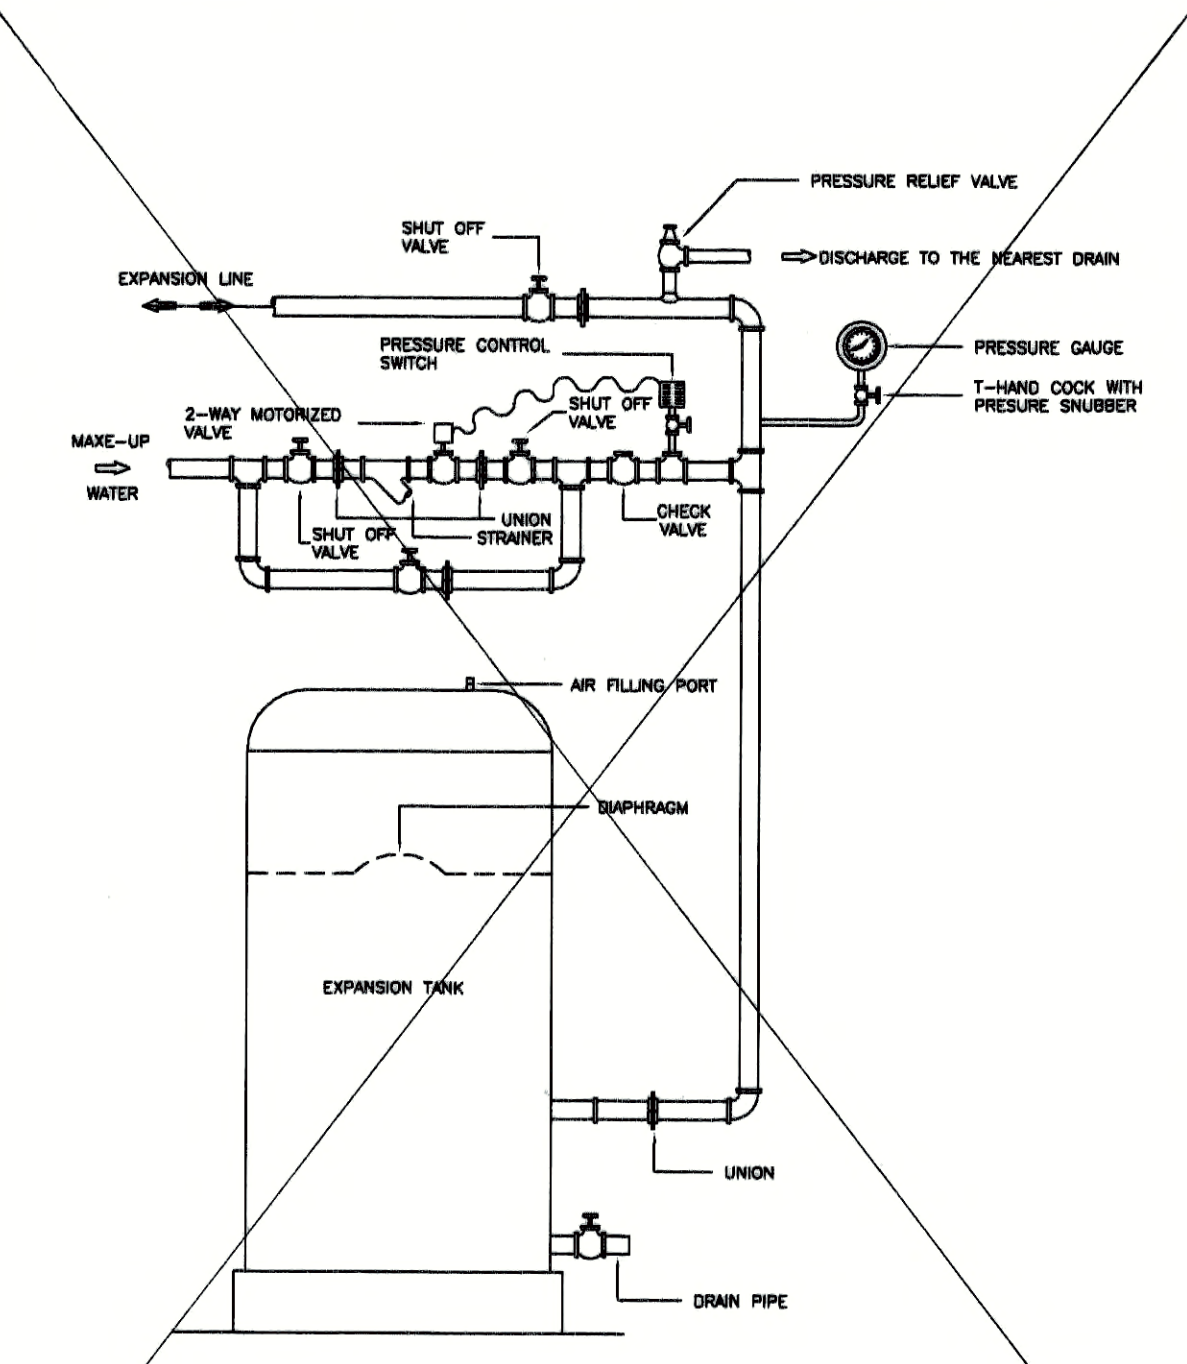 PRESSURE RELIEF VALVE
SHUT OFF
VALVE
DISCHARGE TO THE NEAREST DRAIN
EXPANSION LINE
PRESSURE CONTROL
SWITCH
PRESSURE GAUGE
T-HAND COCK WITH
PRESURE SNUBBER
2-WAY MOTORIZED
VALVE
SHUT OFF
VALVE
MAXE-UP
WATER
UNION
STRAINER
CHECK
VALVE
SHUT OFF
VALVE
AIR FILLING PORT
DIAPHRAGM
EXPANSION TANK
UNION
DRAIN PIPE